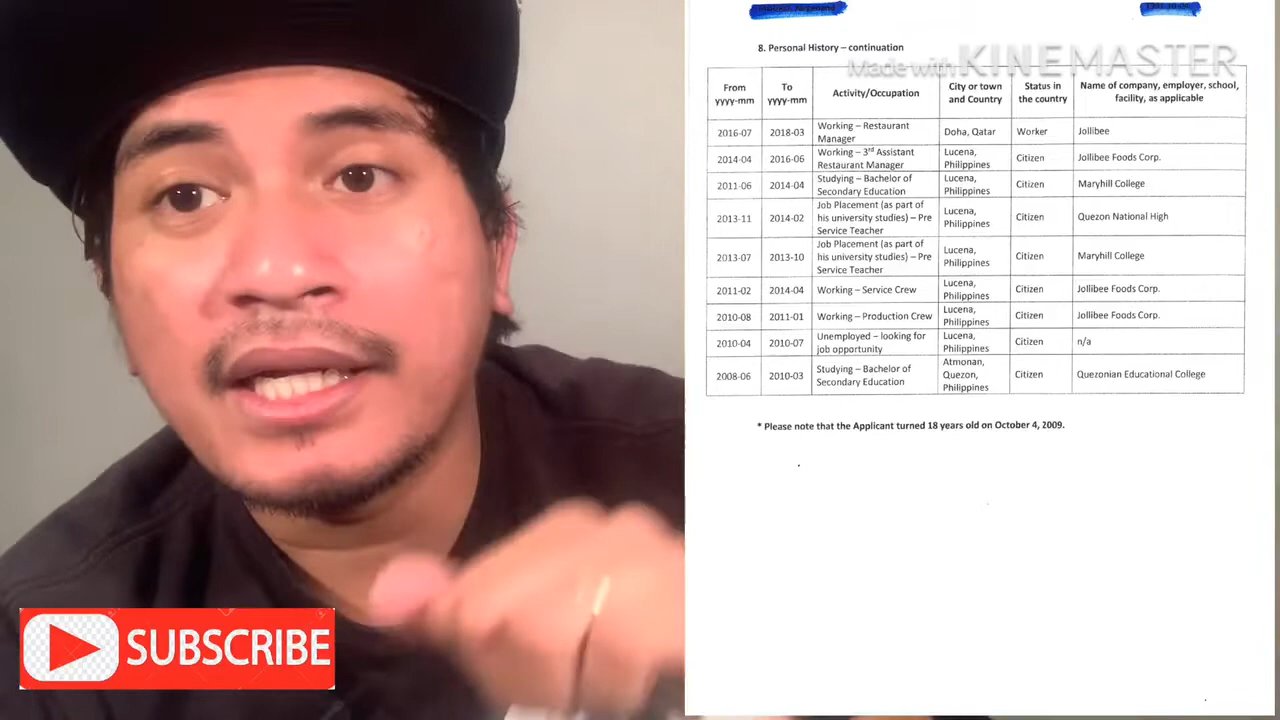 8. Personal History – continuation
Made with KINEMASTER
From yyyy-mm To yyyy-mm Activity/Occupation City or town and Country Status in the country Name of company, employer, school, facility, as applicable
2016-07 2018-03 Working – Restaurant Manager Doha, Qatar Worker Jollibee
2014-04 2016-06 Working – 3rd Assistant Restaurant Manager Lucena, Philippines Citizen Jollibee Foods Corp.
2011-06 2014-04 Studying – Bachelor of Secondary Education Lucena, Philippines Citizen Maryhill College
2013-11 2014-02 Job Placement (as part of his university studies) – Pre Service Teacher Lucena, Philippines Citizen Quezon National High
2013-07 2013-10 Job Placement (as part of his university studies) – Pre Service Teacher Lucena, Philippines Citizen Maryhill College
2011-02 2014-04 Working – Service Crew Lucena, Philippines Citizen Jollibee Foods Corp.
2010-08 2011-01 Working – Production Crew Lucena, Philippines Citizen Jollibee Foods Corp.
2010-04 2010-07 Unemployed – looking for job opportunity Lucena, Philippines Citizen n/a
2008-06 2010-03 Studying – Bachelor of Secondary Education Atmonan, Quezon, Philippines Citizen Quezonian Educational College
* Please note that the Applicant turned 18 years old on October 4, 2009.
SUBSCRIBE